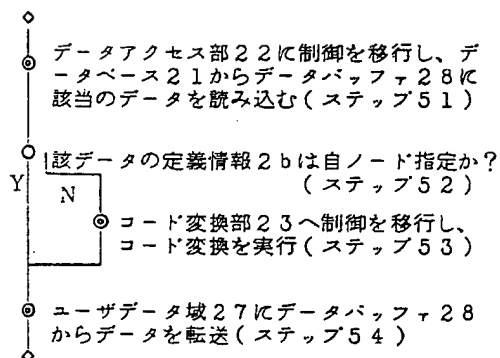 データアクセス部22に制御を移行し、デ
ータベース21からデータバッファ28に
該当のデータを読み込む(ステップ51)
該データの定義情報2bは自ノード指定か?
(ステップ52)
Y
N
コード変換部23へ制御を移行し、
コード変換を実行(ステップ53)
ユーザデータ域27にデータバッファ28
からデータを転送(ステップ54)